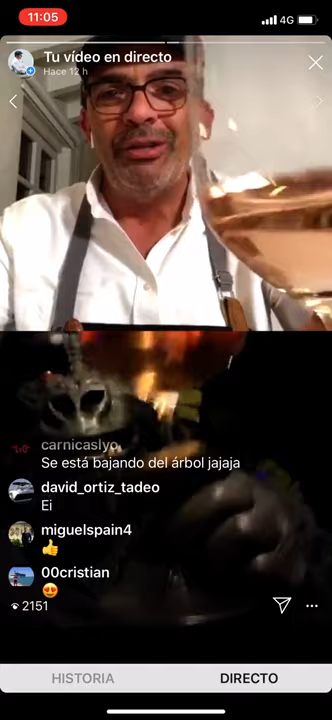 11:05
4G
Tu vídeo en directo
Hace 12 h
carnicaslyo
Se está bajando del árbol jajaja
david_ortiz_tadeo
Ei
miguelspain4
👍
00cristian
😍
2151
HISTORIA
DIRECTO